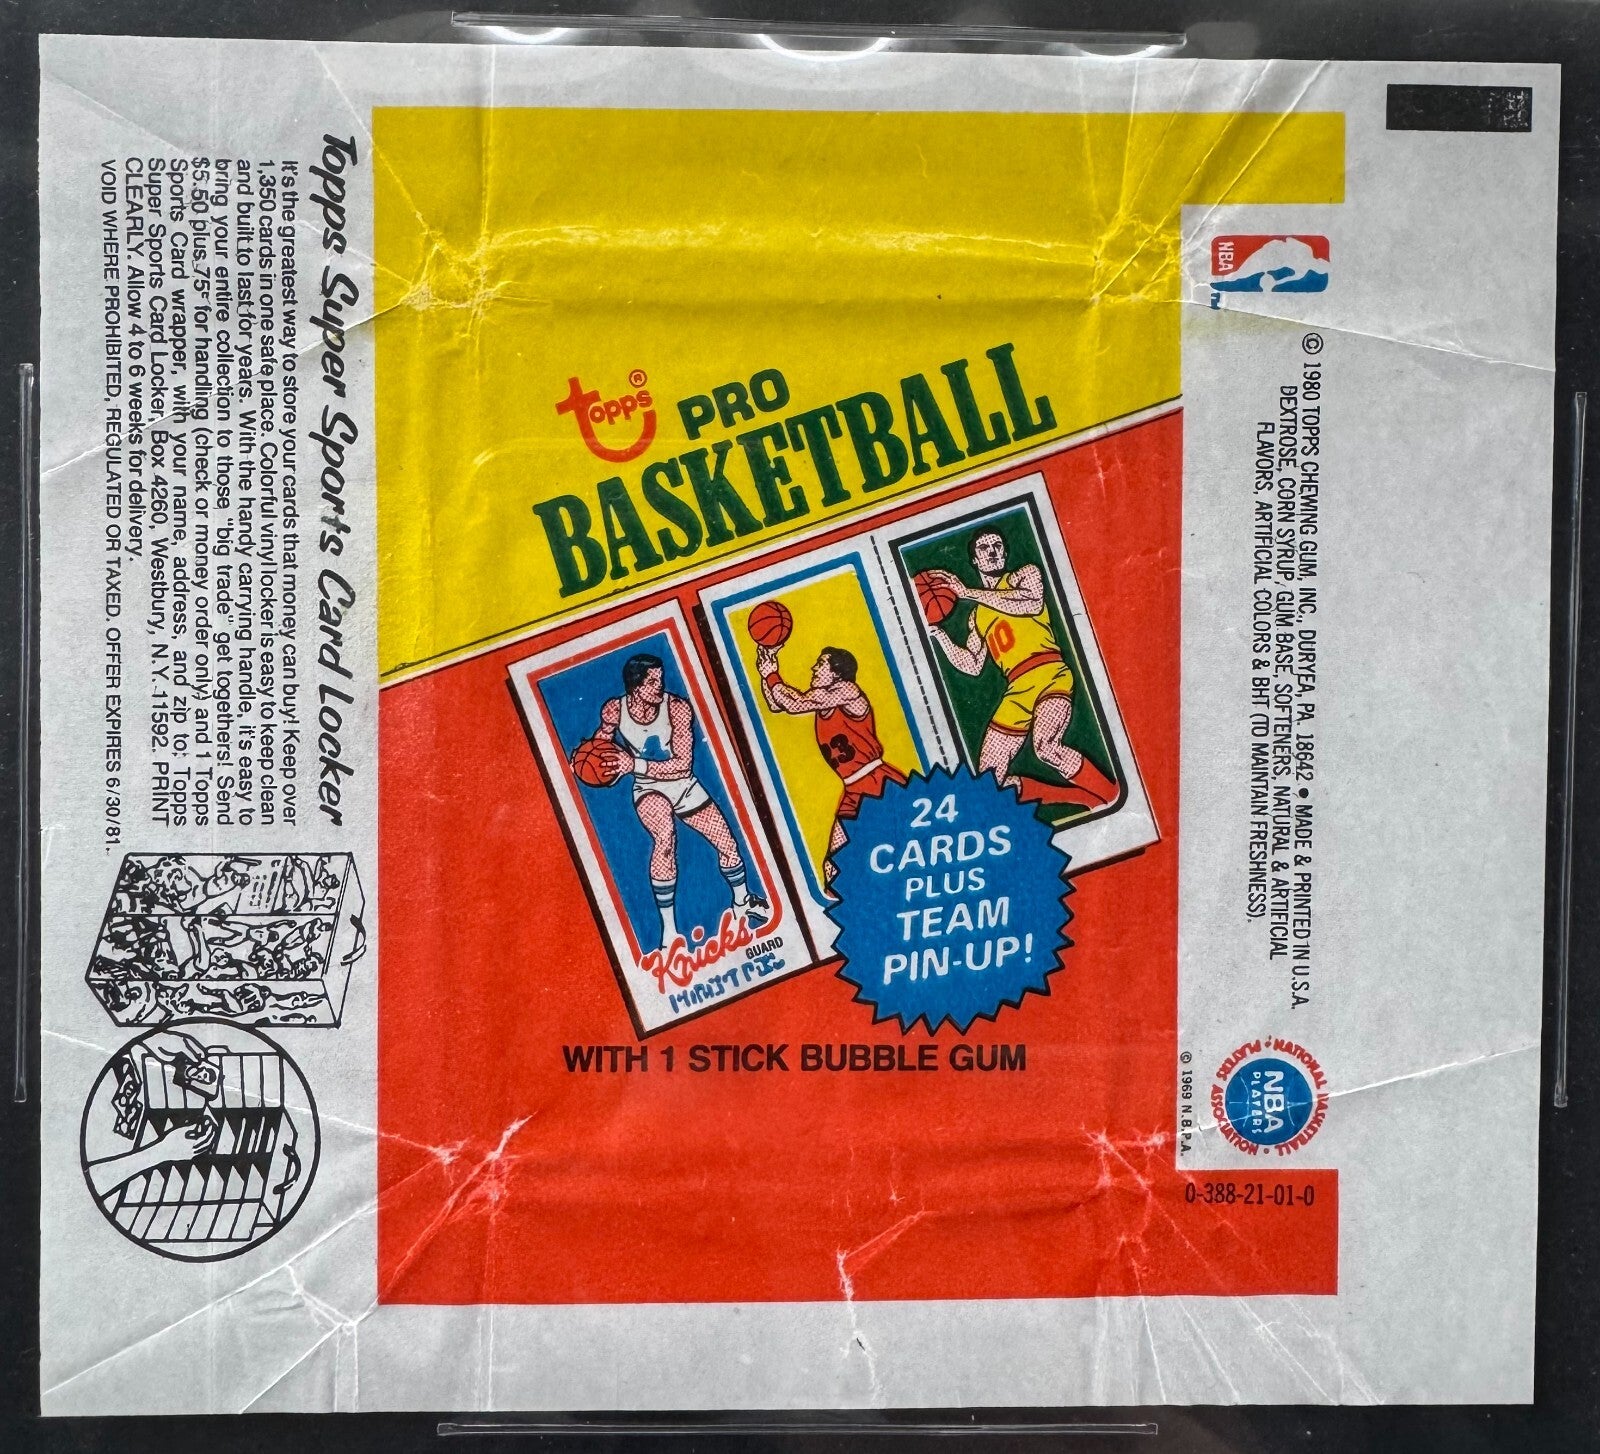 Topps Super Sports Card Locker
It's the greatest way to store your cards that money can buy! Keep over
1,350 cards in one safe place. Colorful vinyl locker is easy to keep clean
and built to last for years. With the handy carrying handle, it's easy to
bring your entire collection to those "big trade" get togethers! Send
$5.50 plus 75¢ for handling (check or money order only) and 1 Topps
Sports Card wrapper, with your name, address, and zip to: Topps
Super Sports Card Locker, Box 4260, Westbury, N.Y. 11592. PRINT
CLEARLY. Allow 4 to 6 weeks for delivery.
VOID WHERE PROHIBITED, REGULATED OR TAXED. OFFER EXPIRES 6/30/81.
topps®
PRO
BASKETBALL
10
23
Knicks
GUARD
24
CARDS
PLUS
TEAM
PIN-UP!
WITH 1 STICK BUBBLE GUM
NBA
TM
© 1980 TOPPS CHEWING GUM, INC., DURYEA, PA. 18642 • MADE & PRINTED IN U.S.A.
DEXTROSE, CORN SYRUP, GUM BASE, SOFTENERS, NATURAL & ARTIFICIAL
FLAVORS, ARTIFICIAL COLORS & BHT (TO MAINTAIN FRESHNESS).
NATIONAL BASKETBALL • PLAYERS ASSOCIATION •
NBA
PLAYERS
© 1969 N.B.P.A.
0-388-21-01-0